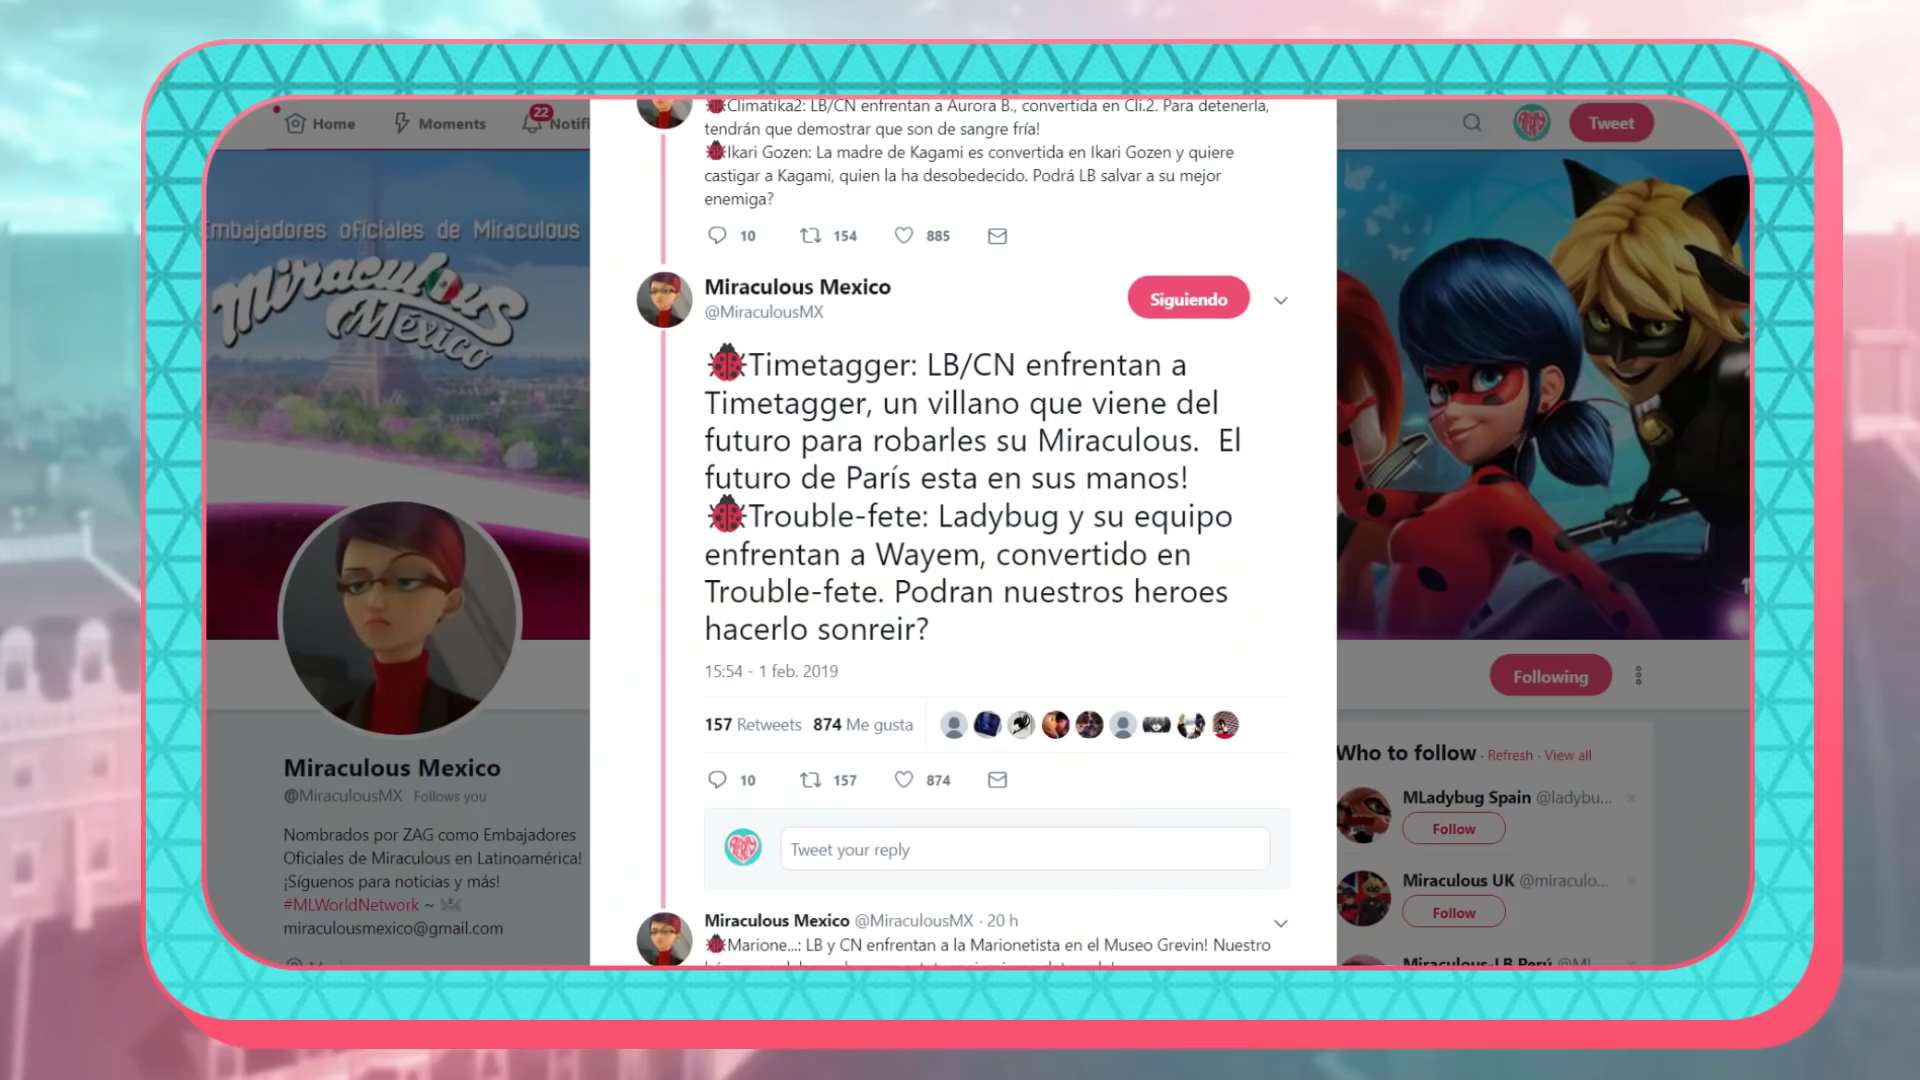 Home
Moments
22
Notifi
Tweet
Embajadores oficiales de Miraculous
Miraculous
México
Climatika2: LB/CN enfrentan a Aurora B., convertida en Cli.2. Para detenerla,
tendrán que demostrar que son de sangre fría!
Ikari Gozen: La madre de Kagami es convertida en Ikari Gozen y quiere
castigar a Kagami, quien la ha desobedecido. Podrá LB salvar a su mejor
enemiga?
10 154 885
Miraculous Mexico
@MiraculousMX
Siguiendo
Timetagger: LB/CN enfrentan a
Timetagger, un villano que viene del
futuro para robarles su Miraculous. El
futuro de París esta en sus manos!
Trouble-fete: Ladybug y su equipo
enfrentan a Wayem, convertido en
Trouble-fete. Podran nuestros heroes
hacerlo sonreir?
15:54 - 1 feb. 2019
157 Retweets 874 Me gusta
10 157 874
Tweet your reply
Miraculous Mexico @MiraculousMX · 20 h
Marione...: LB y CN enfrentan a la Marionetista en el Museo Grevin! Nuestro
Miraculous Mexico
@MiraculousMX Follows you
Nombrados por ZAG como Embajadores
Oficiales de Miraculous en Latinoamérica!
¡Síguenos para noticias y más!
#MLWorldNetwork ~
miraculousmexico@gmail.com
Following
Who to follow · Refresh · View all
MLadybug Spain @ladybu...
Follow
Miraculous UK @miraculo...
Follow
Miraculous-LB Perú @ML